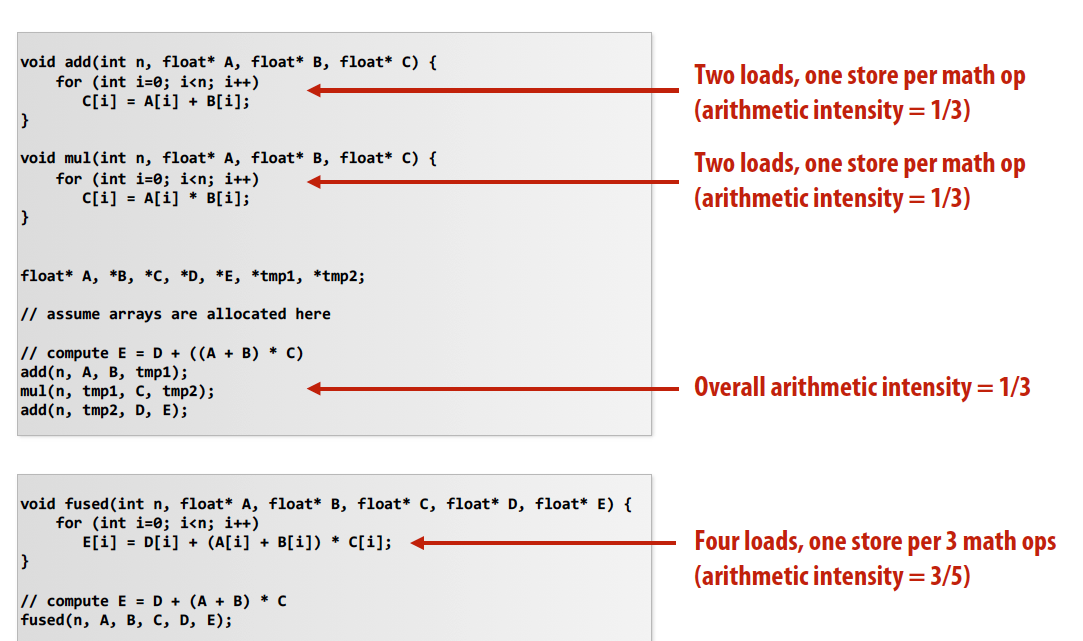 void add(int n, float* A, float* B, float* C) {
    for (int i=0; i<n; i++)
       C[i] = A[i] + B[i];
}
Two loads, one store per math op
(arithmetic intensity = 1/3)
void mul(int n, float* A, float* B, float* C) {
    for (int i=0; i<n; i++)
       C[i] = A[i] * B[i];
}
Two loads, one store per math op
(arithmetic intensity = 1/3)
float* A, *B, *C, *D, *E, *tmp1, *tmp2;
// assume arrays are allocated here
// compute E = D + ((A + B) * C)
add(n, A, B, tmp1);
mul(n, tmp1, C, tmp2);
add(n, tmp2, D, E);
Overall arithmetic intensity = 1/3
void fused(int n, float* A, float* B, float* C, float* D, float* E) {
    for (int i=0; i<n; i++)
       E[i] = D[i] + (A[i] + B[i]) * C[i];
}
Four loads, one store per 3 math ops
(arithmetic intensity = 3/5)
// compute E = D + (A + B) * C
fused(n, A, B, C, D, E);